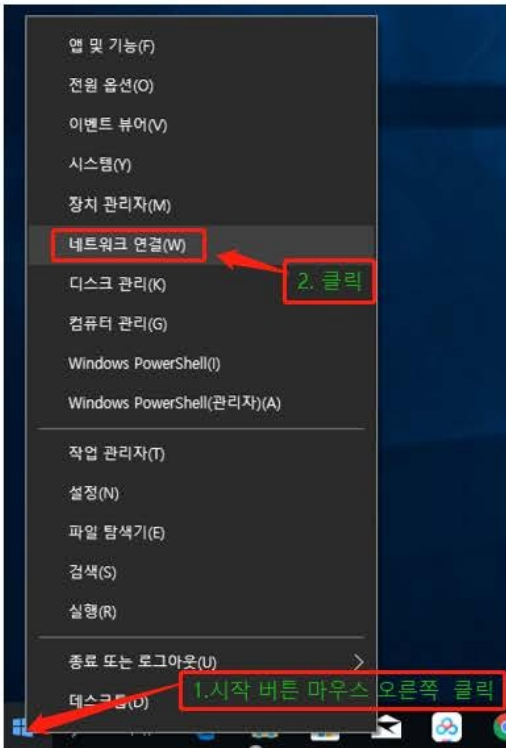 앱 및 기능(F)
전원 옵션(O)
이벤트 뷰어(V)
시스템(Y)
장치 관리자(M)
네트워크 연결(W)
2. 클릭
디스크 관리(K)
컴퓨터 관리(G)
Windows PowerShell(I)
Windows PowerShell(관리자)(A)
작업 관리자(T)
설정(N)
파일 탐색기(E)
검색(S)
실행(R)
종료 또는 로그아웃(U)
1.시작 버튼 마우스 오른쪽 클릭
데스크톱(D)